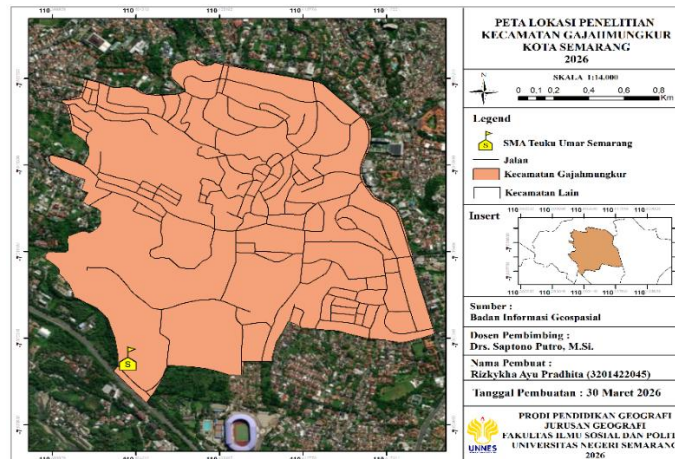 PETA LOKASI PENELITIAN
KECAMATAN GAJAHMUNGKUR
KOTA SEMARANG
2026
N
SKALA 1:14.000
0 0,1 0,2 0,4 0,6 0,8
Km
Legend
S SMA Teuku Umar Semarang
Jalan
Kecamatan Gajahmungkur
Kecamatan Lain
Insert
Sumber :
Badan Informasi Geospasial
Dosen Pembimbing :
Drs. Saptono Putro, M.Si.
Nama Pembuat :
Rizkykha Ayu Pradhita (3201422045)
Tanggal Pembuatan : 30 Maret 2026
UNNES
PRODI PENDIDIKAN GEOGRAFI
JURUSAN GEOGRAFI
FAKULTAS ILMU SOSIAL DAN POLIT
UNIVERSITAS NEGERI SEMARANG
2026
S